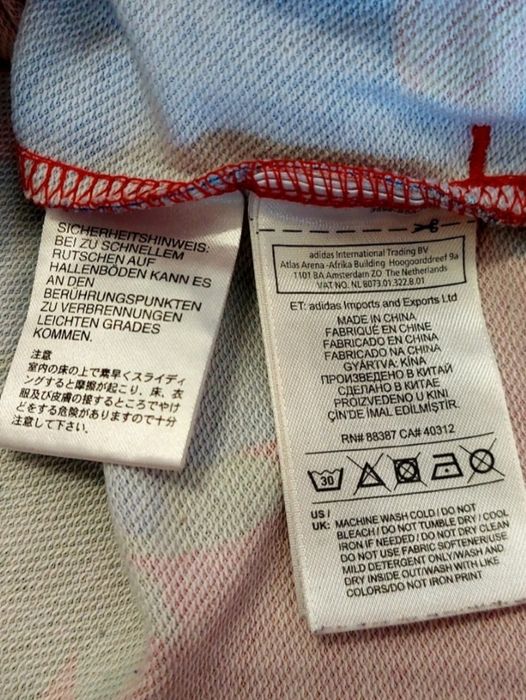 SICHERHEITSHINWEIS:
BEI ZU SCHNELLEM
RUTSCHEN AUF
HALLENBÖDEN KANN ES
AN DEN
BERÜHRUNGSPUNKTEN
ZU VERBRENNUNGEN
LEICHTEN GRADES
KOMMEN.
注意
室内の床の上で素早くスライディ
ングすると摩擦が起こり、床、衣
服及び皮膚の接するところでやけ
どをする危険がありますので十分
注意して下さい.
adidas International Trading BV
Atlas Arena -Afrika Building Hoogoorddreef 9a
1101 BA Amsterdam ZO The Netherlands
VAT NO. NL 8073.01.322.B.01
ET: adidas Imports and Exports Ltd
MADE IN CHINA
FABRIQUÉ EN CHINE
FABRICADO EN CHINA
FABRICADO NA CHINA
GYÁRTVA: KÍNA
ПРОИЗВЕДЕНО В КИТАЙ
СДЕЛАНО В КИТАЕ
PROIZVEDENO U KINI
ÇİN'DE İMAL EDİLMİŞTİR.
RN# 88387 CA# 40312
30
US /
UK: MACHINE WASH COLD / DO NOT
BLEACH / DO NOT TUMBLE DRY / COOL
IRON IF NEEDED / DO NOT DRY CLEAN
DO NOT USE FABRIC SOFTENER/USE
MILD DETERGENT ONLY/WASH AND
DRY INSIDE OUT/WASH WITH LIKE
COLORS/DO NOT IRON PRINT